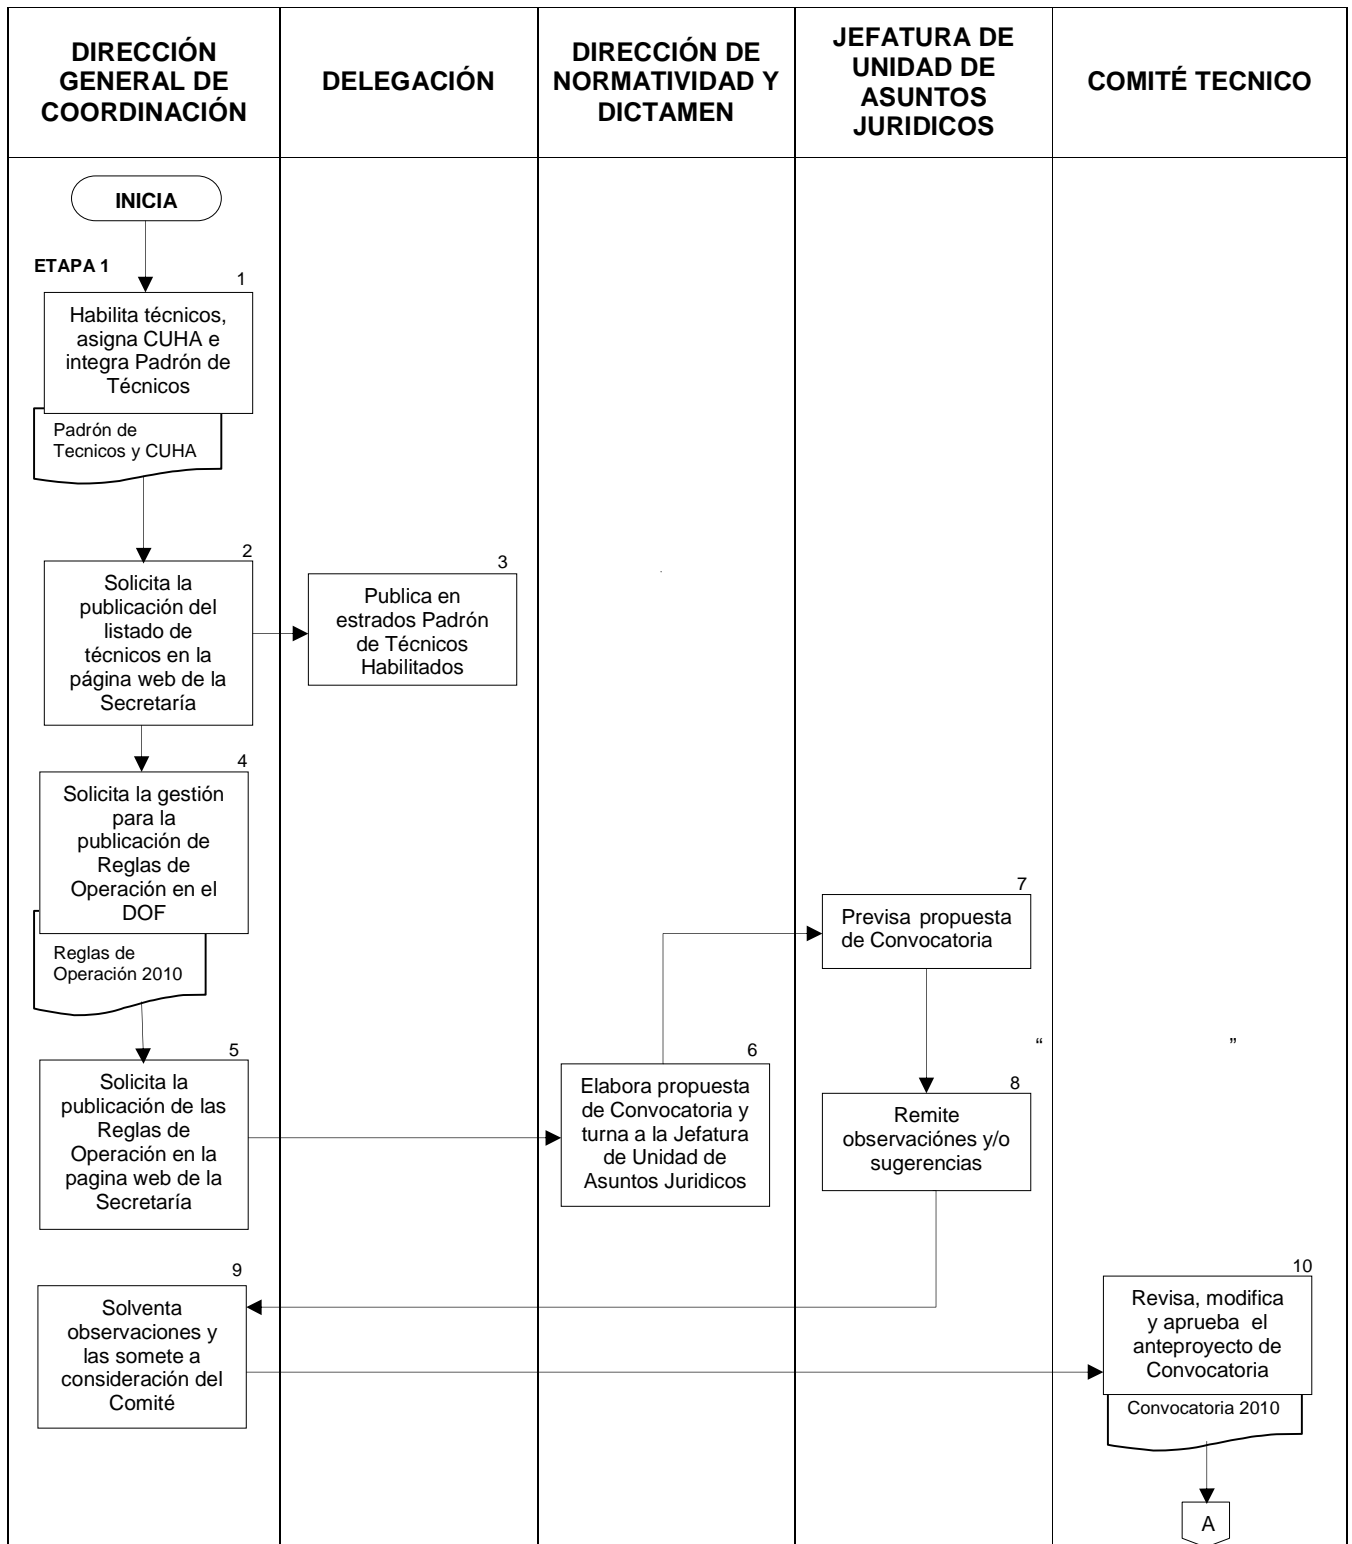 DIRECCIÓN
GENERAL DE
COORDINACIÓN
DELEGACIÓN
DIRECCIÓN DE
NORMATIVIDAD Y
DICTAMEN
JEFATURA DE
UNIDAD DE
ASUNTOS
JURIDICOS
COMITÉ TECNICO
INICIA
ETAPA 1
1
Habilita técnicos,
asigna CUHA e
integra Padrón de
Técnicos
Padrón de
Tecnicos y CUHA
2
Solicita la
publicación del
listado de
técnicos en la
página web de la
Secretaría
3
Publica en
estrados Padrón
de Técnicos
Habilitados
4
Solicita la gestión
para la
publicación de
Reglas de
Operación en el
DOF
Reglas de
Operación 2010
5
Solicita la
publicación de las
Reglas de
Operación en la
pagina web de la
Secretaría
6
Elabora propuesta
de Convocatoria y
turna a la Jefatura
de Unidad de
Asuntos Juridicos
7
Previsa propuesta
de Convocatoria
“ ”
8
Remite
observaciónes y/o
sugerencias
9
Solventa
observaciones y
las somete a
consideración del
Comité
10
Revisa, modifica
y aprueba el
anteproyecto de
Convocatoria
Convocatoria 2010
A